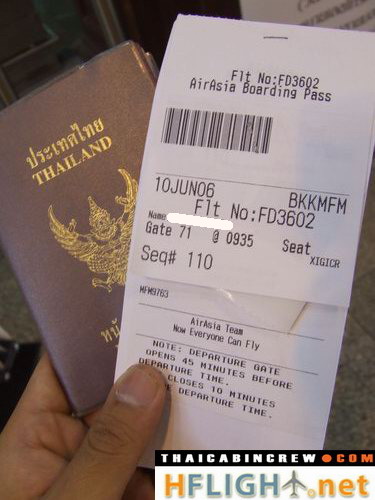 ประเทศไทย
THAILAND
Flt No:FD3602
AirAsia Boarding Pass
10JUN06 BKKMFM
Flt No:FD3602
Name
Gate 71 @ 0935 Seat
XIGICR
Seq# 110
MFM9763
AirAsia Team
Now Everyone Can Fly
NOTE: DEPARTURE GATE
OPENS 45 MINUTES BEFORE
DEPARTURE TIME.
CLOSES 10 MINUTES
DEPARTURE TIME.
THAICABINCREW.COM
HFLIGHT.net